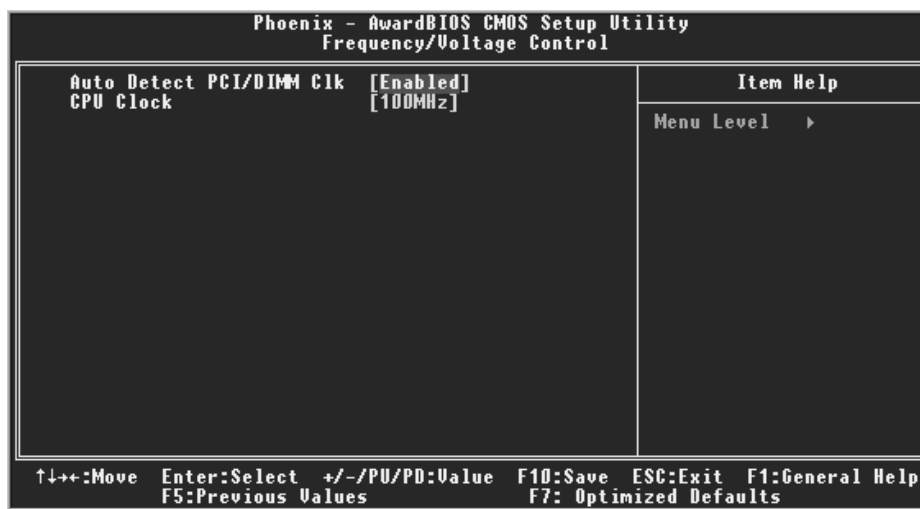 Phoenix - AwardBIOS CMOS Setup Utility
Frequency/Voltage Control
Auto Detect PCI/DIMM Clk [Enabled]
CPU Clock [100MHz]
Item Help
Menu Level ▸
↑↓→←:Move Enter:Select +/-/PU/PD:Value F10:Save ESC:Exit F1:General Help
F5:Previous Values F7: Optimized Defaults